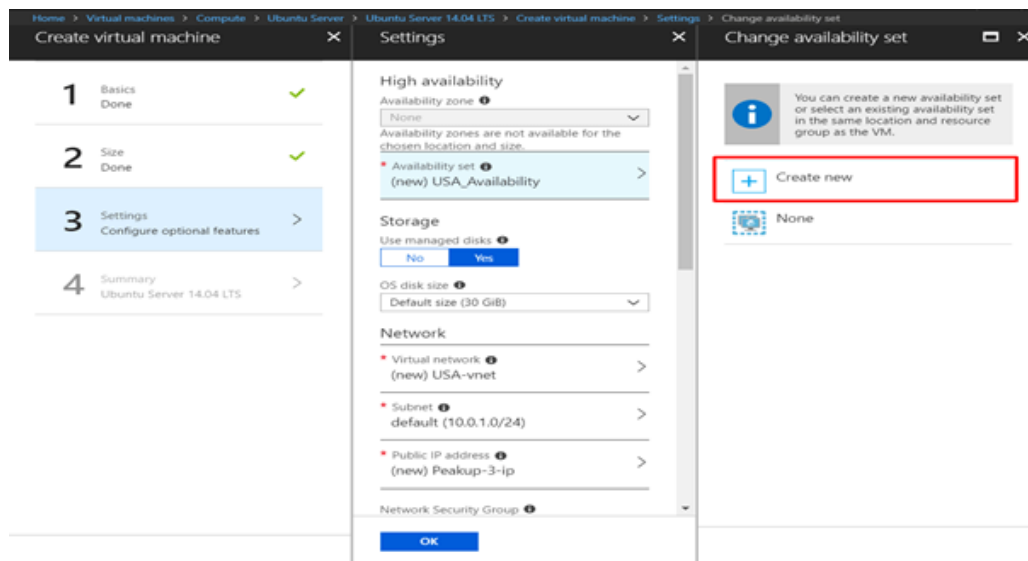 Home > Virtual machines > Compute > Ubuntu Server > Ubuntu Server 14.04 LTS > Create virtual machine > Settings > Change availability set
Create virtual machine
1
Basics
Done
2
Size
Done
3
Settings
Configure optional features
4
Summary
Ubuntu Server 14.04 LTS
Settings
High availability
Availability zone
None
Availability zones are not available for the
chosen location and size.
* Availability set
(new) USA_Availability
Storage
Use managed disks
No Yes
OS disk size
Default size (30 GiB)
Network
* Virtual network
(new) USA-vnet
* Subnet
default (10.0.1.0/24)
* Public IP address
(new) Peakup-3-ip
Network Security Group
OK
Change availability set
You can create a new availability set
or select an existing availability set
in the same location and resource
group as the VM.
Create new
None